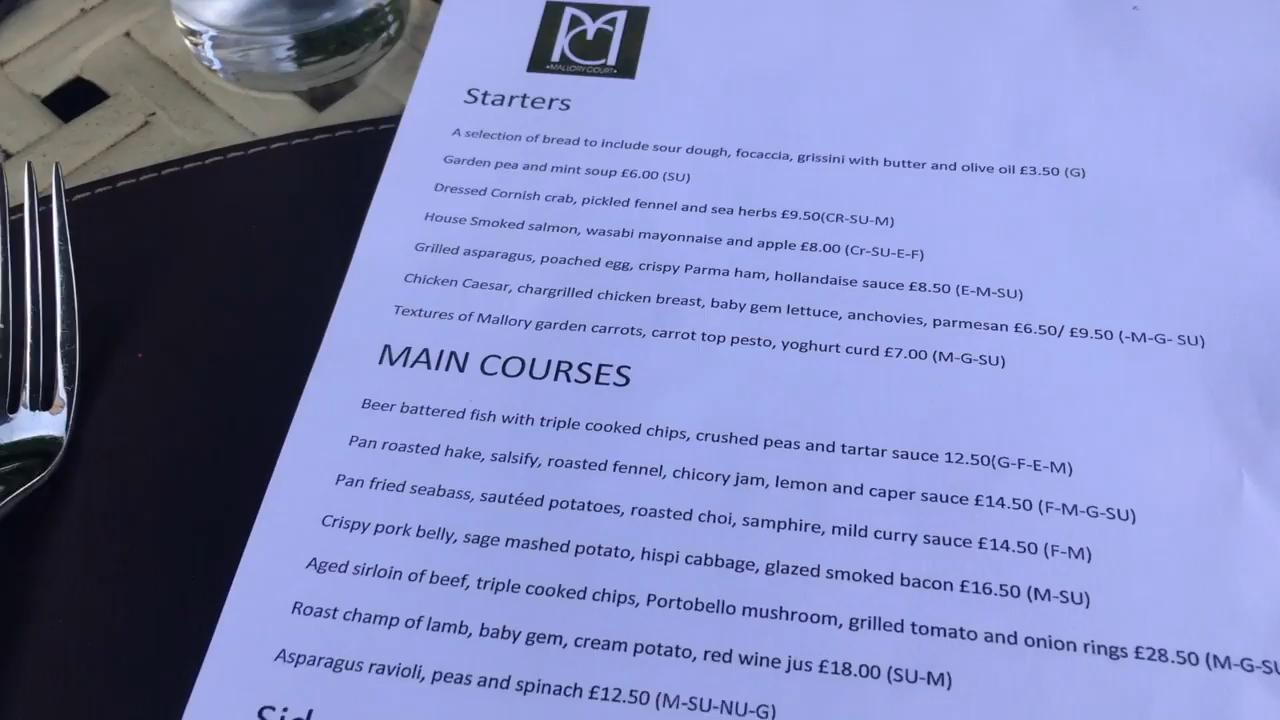 MC
•MALLORY COURT•
Starters
A selection of bread to include sour dough, focaccia, grissini with butter and olive oil £3.50 (G)
Garden pea and mint soup £6.00 (SU)
Dressed Cornish crab, pickled fennel and sea herbs £9.50(CR-SU-M)
House Smoked salmon, wasabi mayonnaise and apple £8.00 (Cr-SU-E-F)
Grilled asparagus, poached egg, crispy Parma ham, hollandaise sauce £8.50 (E-M-SU)
Chicken Caesar, chargrilled chicken breast, baby gem lettuce, anchovies, parmesan £6.50/ £9.50 (-M-G- SU)
Textures of Mallory garden carrots, carrot top pesto, yoghurt curd £7.00 (M-G-SU)
MAIN COURSES
Beer battered fish with triple cooked chips, crushed peas and tartar sauce 12.50(G-F-E-M)
Pan roasted hake, salsify, roasted fennel, chicory jam, lemon and caper sauce £14.50 (F-M-G-SU)
Pan fried seabass, sautéed potatoes, roasted choi, samphire, mild curry sauce £14.50 (F-M)
Crispy pork belly, sage mashed potato, hispi cabbage, glazed smoked bacon £16.50 (M-SU)
Aged sirloin of beef, triple cooked chips, Portobello mushroom, grilled tomato and onion rings £28.50 (M-G-SU
Roast champ of lamb, baby gem, cream potato, red wine jus £18.00 (SU-M)
Asparagus ravioli, peas and spinach £12.50 (M-SU-NU-G)